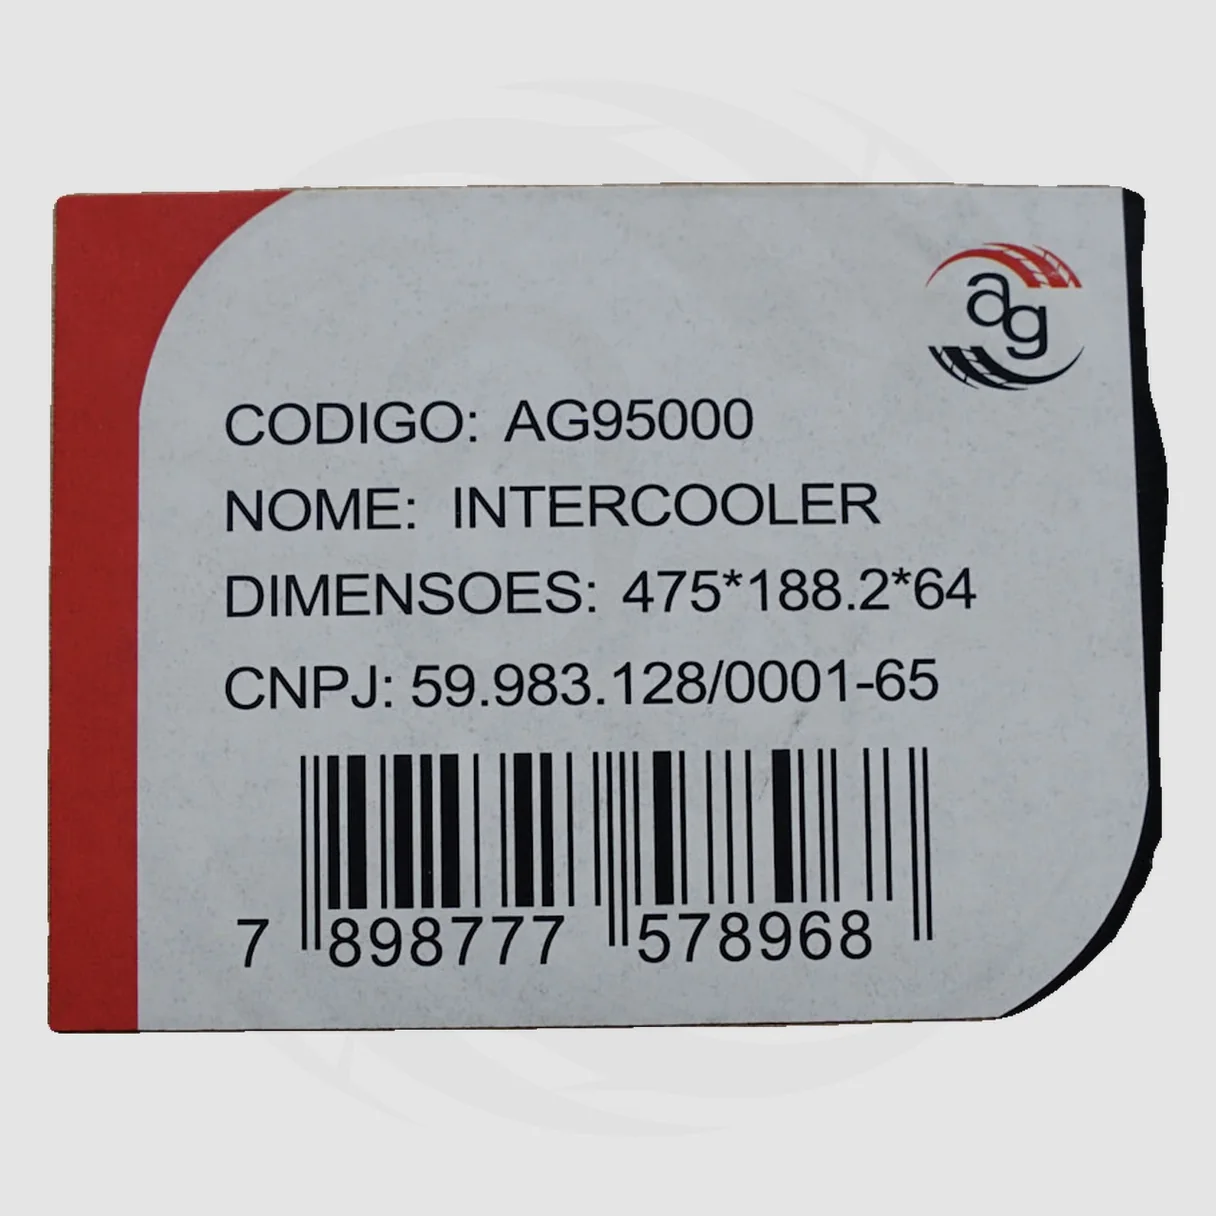 ag
CODIGO: AG95000
NOME: INTERCOOLER
DIMENSOES: 475*188.2*64
CNPJ: 59.983.128/0001-65
7 898777 578968